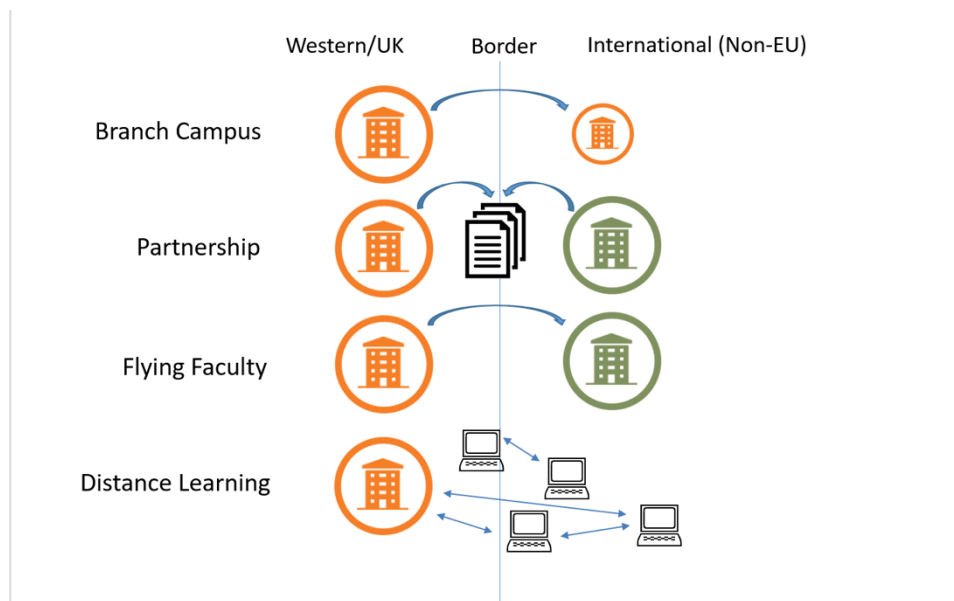 Western/UK
Border
International (Non-EU)
Branch Campus
Partnership
Flying Faculty
Distance Learning